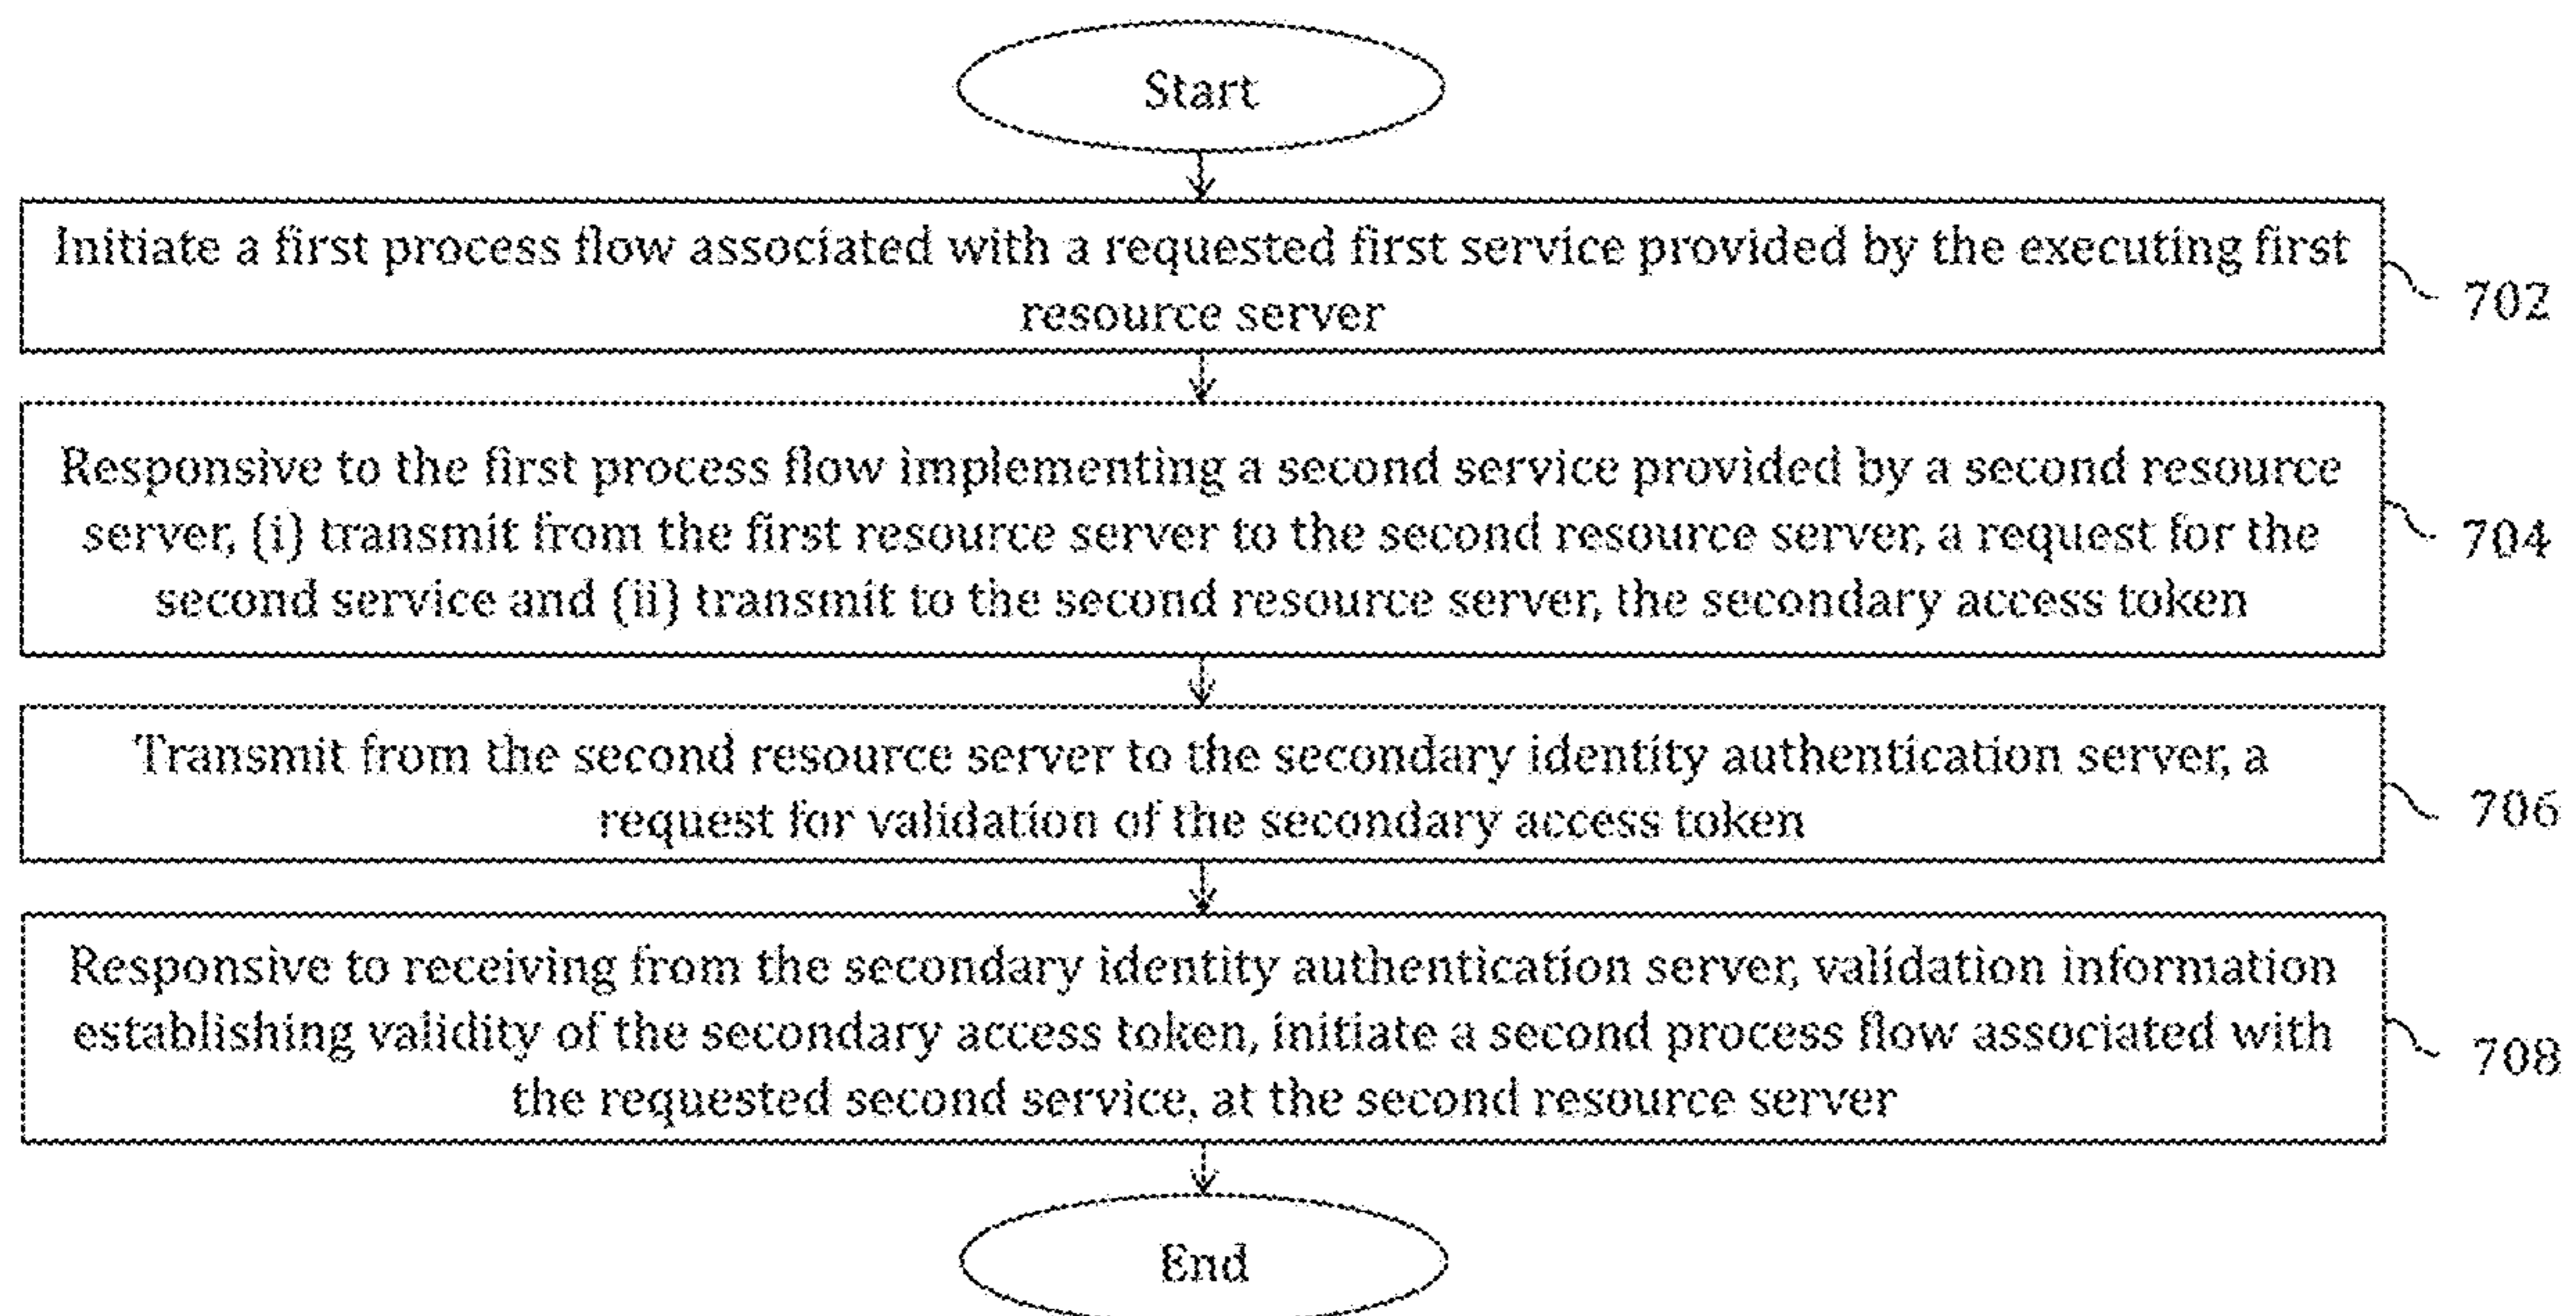 Start
Initiate a first process flow associated with a requested first service provided by the executing first
resource server
702
Responsive to the first process flow implementing a second service provided by a second resource
server, (i) transmit from the first resource server to the second resource server, a request for the
second service and (ii) transmit to the second resource server, the secondary access token
704
Transmit from the second resource server to the secondary identity authentication server, a
request for validation of the secondary access token
706
Responsive to receiving from the secondary identity authentication server, validation information
establishing validity of the secondary access token, initiate a second process flow associated with
the requested second service, at the second resource server
708
End